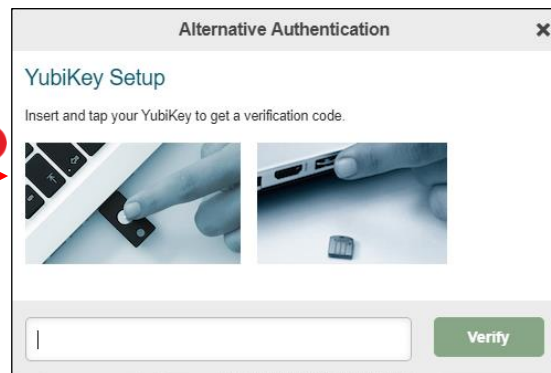 Alternative Authentication
YubiKey Setup
Insert and tap your YubiKey to get a verification code.
Verify